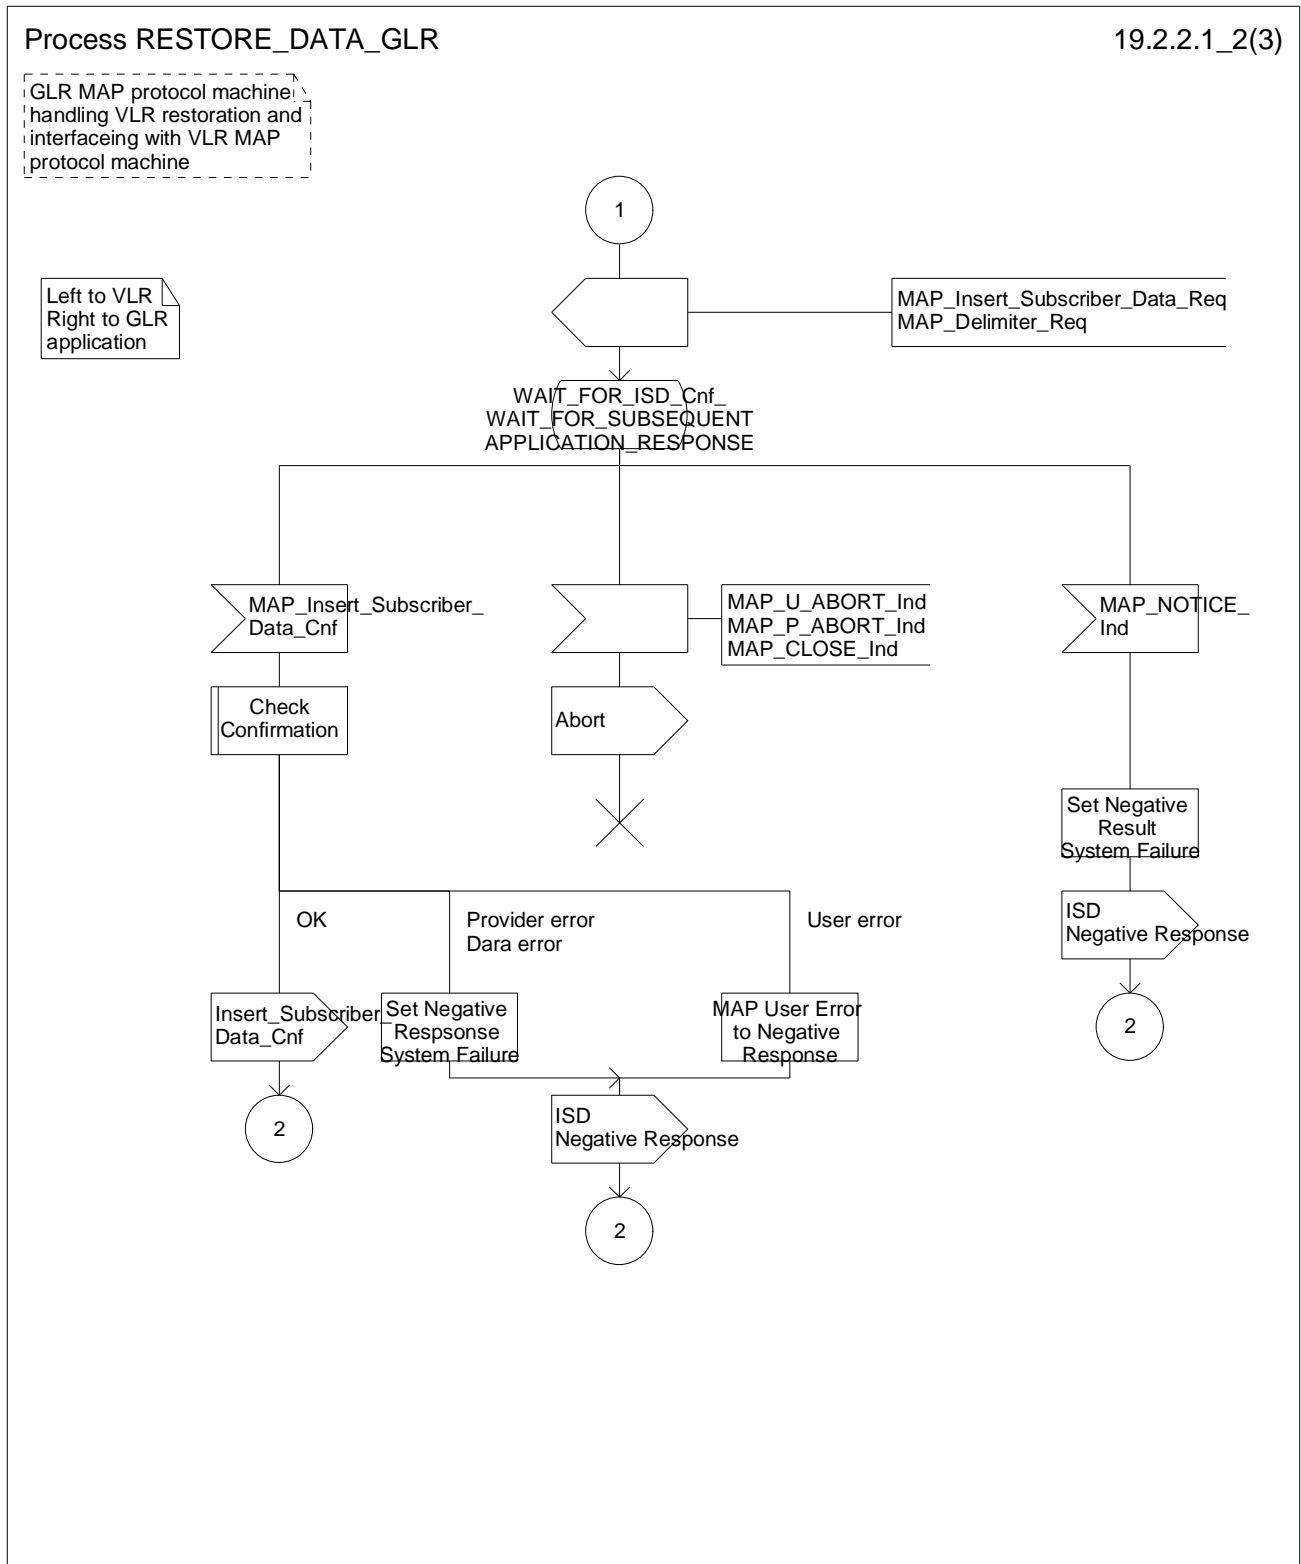 Process RESTORE_DATA_GLR
19.2.2.1_2(3)
GLR MAP protocol machine
handling VLR restoration and
interfaceing with VLR MAP
protocol machine
1
Left to VLR
Right to GLR
application
MAP_Insert_Subscriber_Data_Req
MAP_Delimiter_Req
WAIT_FOR_ISD_Cnf_
WAIT_FOR_SUBSEQUENT
APPLICATION_RESPONSE
MAP_Insert_Subscriber_
Data_Cnf
MAP_U_ABORT_Ind
MAP_P_ABORT_Ind
MAP_CLOSE_Ind
MAP_NOTICE_
Ind
Check
Confirmation
Abort
Set Negative
Result
System Failure
OK
Provider error
Dara error
User error
ISD
Negative Response
Insert_Subscriber_
Data_Cnf
Set Negative
Respsonse
System Failure
MAP User Error
to Negative
Response
2
2
ISD
Negative Response
2